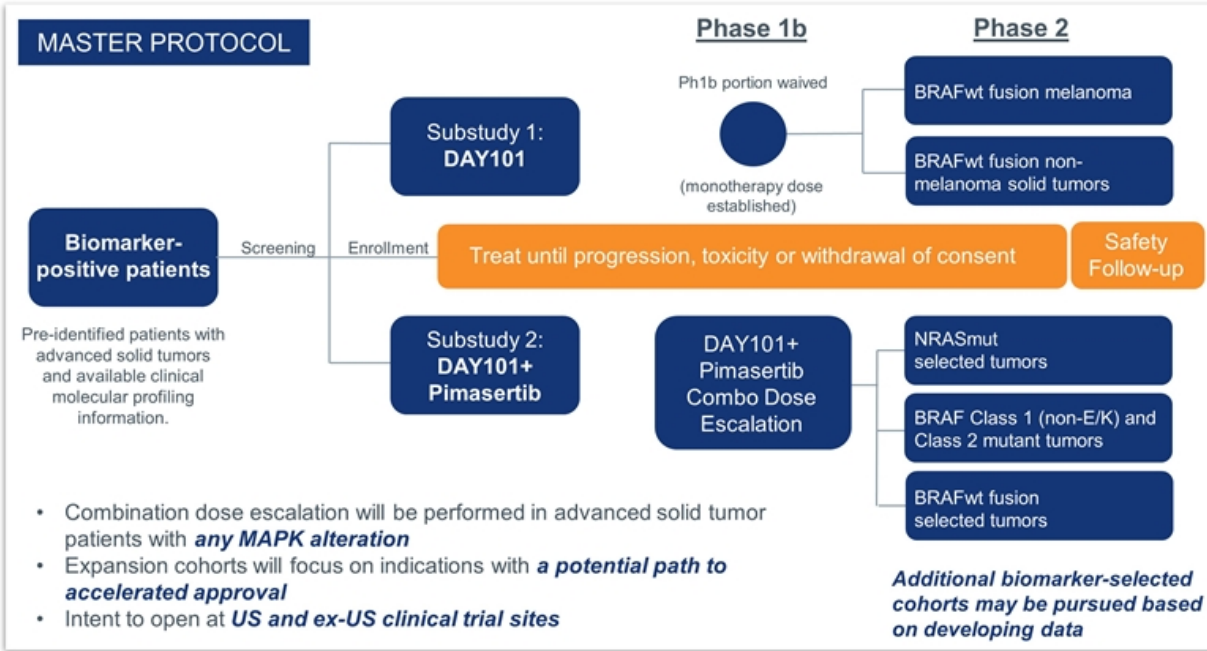 MASTER PROTOCOL
Phase 1b
Phase 2
Ph1b portion waived
BRAFwt fusion melanoma
Substudy 1:
DAY101
BRAFwt fusion non-
melanoma solid tumors
(monotherapy dose
established)
Biomarker-
positive patients
Screening
Enrollment
Treat until progression, toxicity or withdrawal of consent
Safety
Follow-up
Pre-identified patients with
advanced solid tumors
and available clinical
molecular profiling
information.
Substudy 2:
DAY101+
Pimasertib
DAY101+
Pimasertib
Combo Dose
Escalation
NRASmut
selected tumors
BRAF Class 1 (non-E/K) and
Class 2 mutant tumors
BRAFwt fusion
selected tumors
• Combination dose escalation will be performed in advanced solid tumor
patients with any MAPK alteration
• Expansion cohorts will focus on indications with a potential path to
accelerated approval
• Intent to open at US and ex-US clinical trial sites
Additional biomarker-selected
cohorts may be pursued based
on developing data